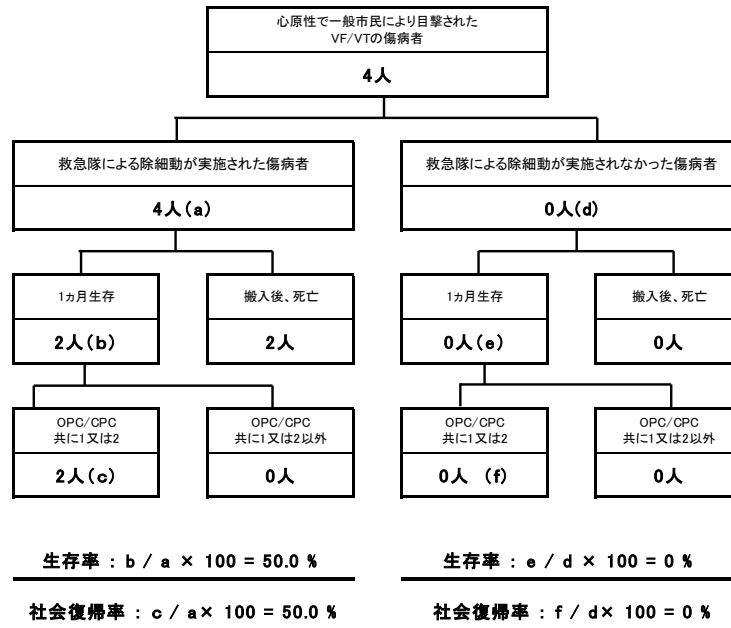 心原性で一般市民により目撃された
VF/VTの傷病者
4人
救急隊による除細動が実施された傷病者
4人(a)
救急隊による除細動が実施されなかった傷病者
0人(d)
1ヵ月生存
2人(b)
搬入後、死亡
2人
1ヵ月生存
0人(e)
搬入後、死亡
0人
OPC/CPC
共に1又は2
2人(c)
OPC/CPC
共に1又は2以外
0人
OPC/CPC
共に1又は2
0人 (f)
OPC/CPC
共に1又は2以外
0人
生存率 : b / a × 100 = 50.0 %
社会復帰率 : c / a× 100 = 50.0 %
生存率 : e / d × 100 = 0 %
社会復帰率 : f / d× 100 = 0 %